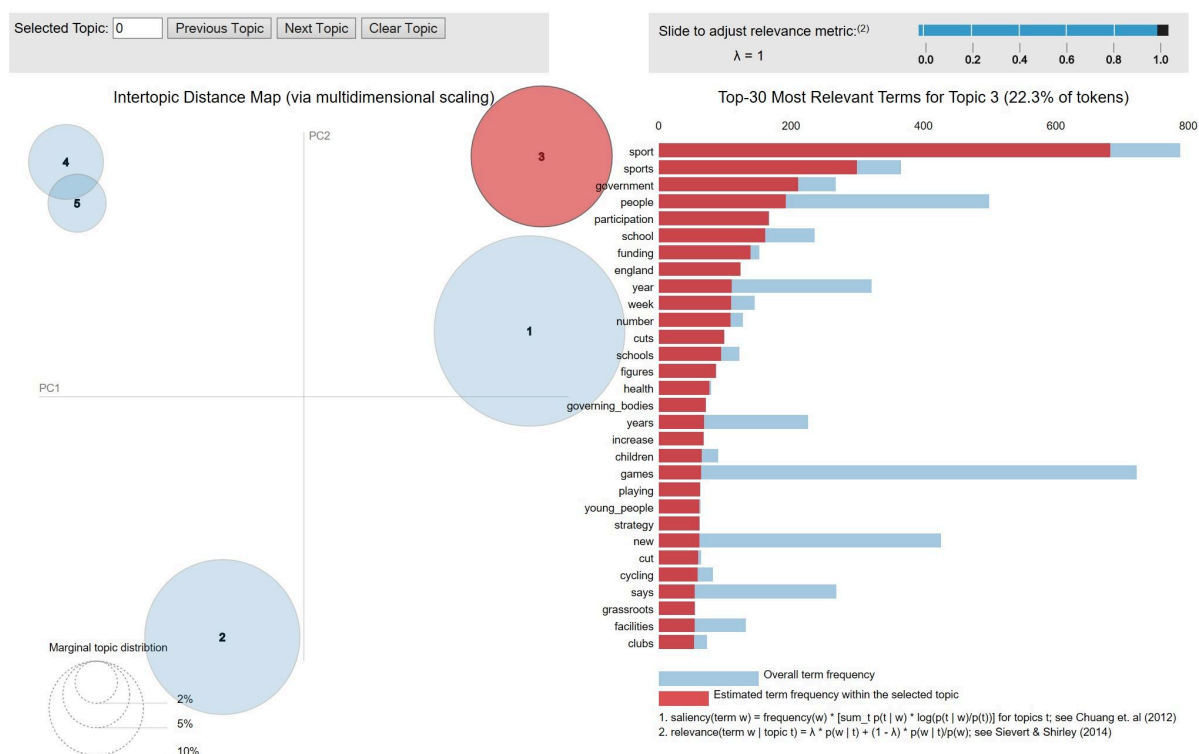 Selected Topic: 0 Previous Topic Next Topic Clear Topic
Slide to adjust relevance metric:(2)
λ = 1
0.0 0.2 0.4 0.6 0.8 1.0
Intertopic Distance Map (via multidimensional scaling)
PC2
PC1
4
5
3
1
2
Marginal topic distribtion
2%
5%
10%
Top-30 Most Relevant Terms for Topic 3 (22.3% of tokens)
0 200 400 600 800
sport
sports
government
people
participation
school
funding
england
year
week
number
cuts
schools
figures
health
governing_bodies
years
increase
children
games
playing
young_people
strategy
new
cut
cycling
says
grassroots
facilities
clubs
Overall term frequency
Estimated term frequency within the selected topic
1. saliency(term w) = frequency(w) * [sum_t p(t | w) * log(p(t | w)/p(t))] for topics t; see Chuang et. al (2012)
2. relevance(term w | topic t) = λ * p(w | t) + (1 - λ) * p(w | t)/p(w); see Sievert & Shirley (2014)